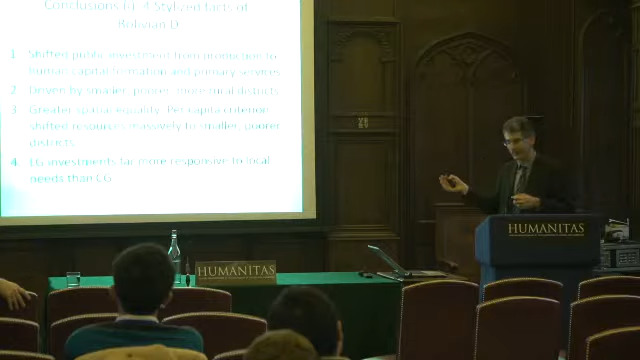 Conclusions (i): 4 Stylized facts of
Bolivian D.
1 Shifted public investment from production to
human capital formation and primary services
2 Driven by smaller, poorer, more rural districts
3 Greater spatial equality. Per capita criterion
shifted resources massively to smaller, poorer
districts
4 LG investments far more responsive to local
needs than CG
HUMANITAS
HUMANITAS